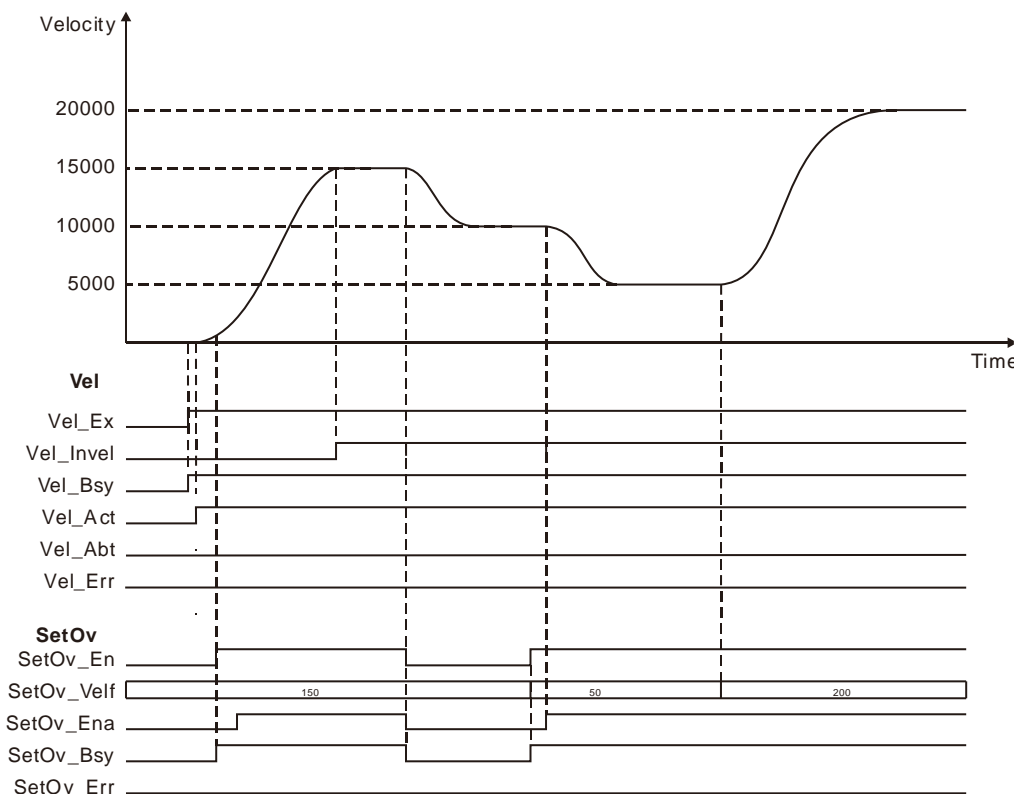 Velocity
20000
15000
10000
5000
Time
Vel
Vel_Ex
Vel_Invel
Vel_Bsy
Vel_Act
Vel_Abt
Vel_Err
SetOv
SetOv_En
SetOv_Velf 150 50 200
SetOv_Ena
SetOv_Bsy
SetOv_Err